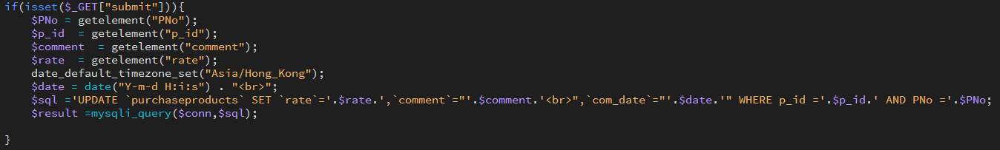 if(isset($_GET["submit"])){
$PNo = getelement("PNo");
$p_id  = getelement("p_id");
$comment  = getelement("comment");
$rate  = getelement("rate");
date_default_timezone_set("Asia/Hong_Kong");
$date = date("Y-m-d H:i:s") . "<br>";
$sql ='UPDATE `purchaseproducts` SET `rate`='.$rate.',`comment`="'.$comment.'<br>",`com_date`="'.$date.'" WHERE p_id ='.$p_id.' AND PNo ='.$PNo;
$result =mysqli_query($conn,$sql);
}